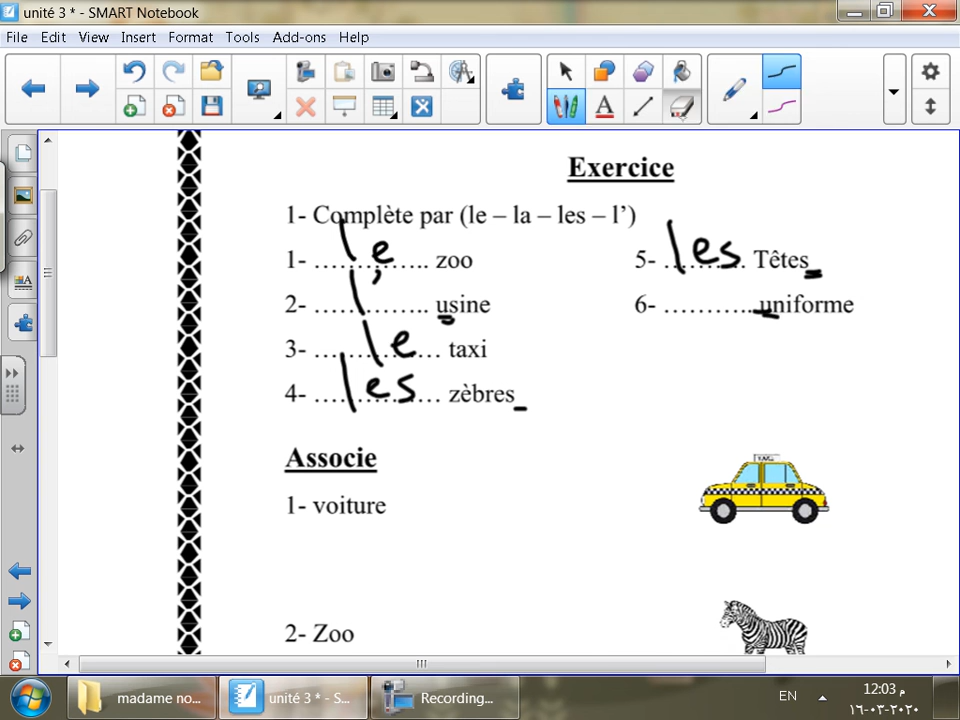 unité 3 * - SMART Notebook
File Edit View Insert Format Tools Add-ons Help
Exercice
1- Complète par (le – la – les – l')
1- le zoo
5- les Têtes
2- l' usine
6- ……….. uniforme
3- le taxi
4- les zèbres
Associe
1- voiture
TAXI
2- Zoo
madame no...
unité 3 * - S...
Recording...
EN
12:03 م
١٦-٠٣-٢٠٢٠